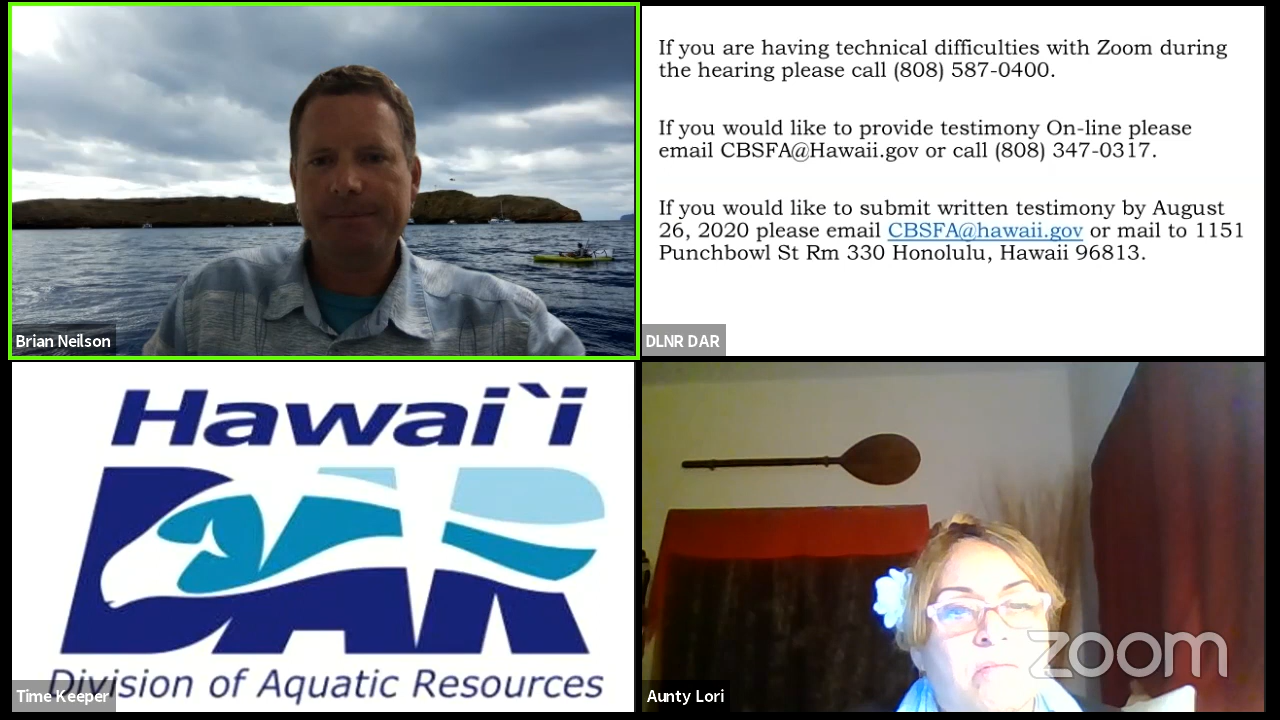 If you are having technical difficulties with Zoom during
the hearing please call (808) 587-0400.
If you would like to provide testimony On-line please
email CBSFA@Hawaii.gov or call (808) 347-0317.
If you would like to submit written testimony by August
26, 2020 please email CBSFA@hawaii.gov or mail to 1151
Punchbowl St Rm 330 Honolulu, Hawaii 96813.
Brian Neilson
DLNR DAR
Hawai`i
DAR
Division of Aquatic Resources
Time Keeper
Aunty Lori
zoom